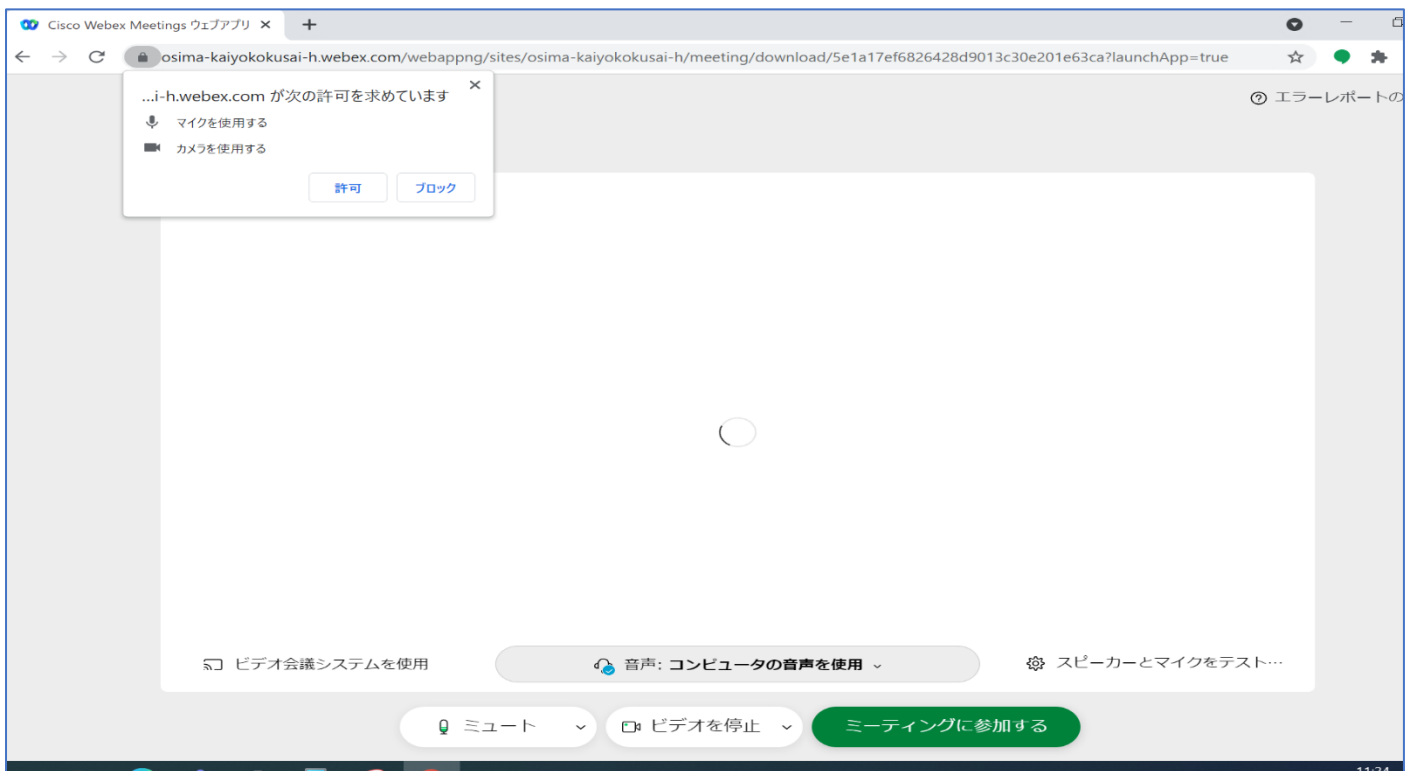 Cisco Webex Meetings ウェブアプリ
osima-kaiyokokusai-h.webex.com/webappng/sites/osima-kaiyokokusai-h/meeting/download/5e1a17ef6826428d9013c30e201e63ca?launchApp=true
...i-h.webex.com が次の許可を求めています
マイクを使用する
カメラを使用する
許可 ブロック
エラーレポートの
ビデオ会議システムを使用 音声: コンピュータの音声を使用 スピーカーとマイクをテスト…
ミュート ビデオを停止 ミーティングに参加する